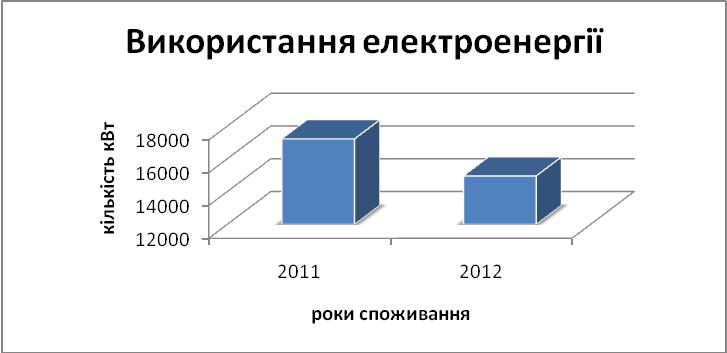 Використання електроенергії
кількість кВт
18000
16000
14000
12000
2011
2012
роки споживання